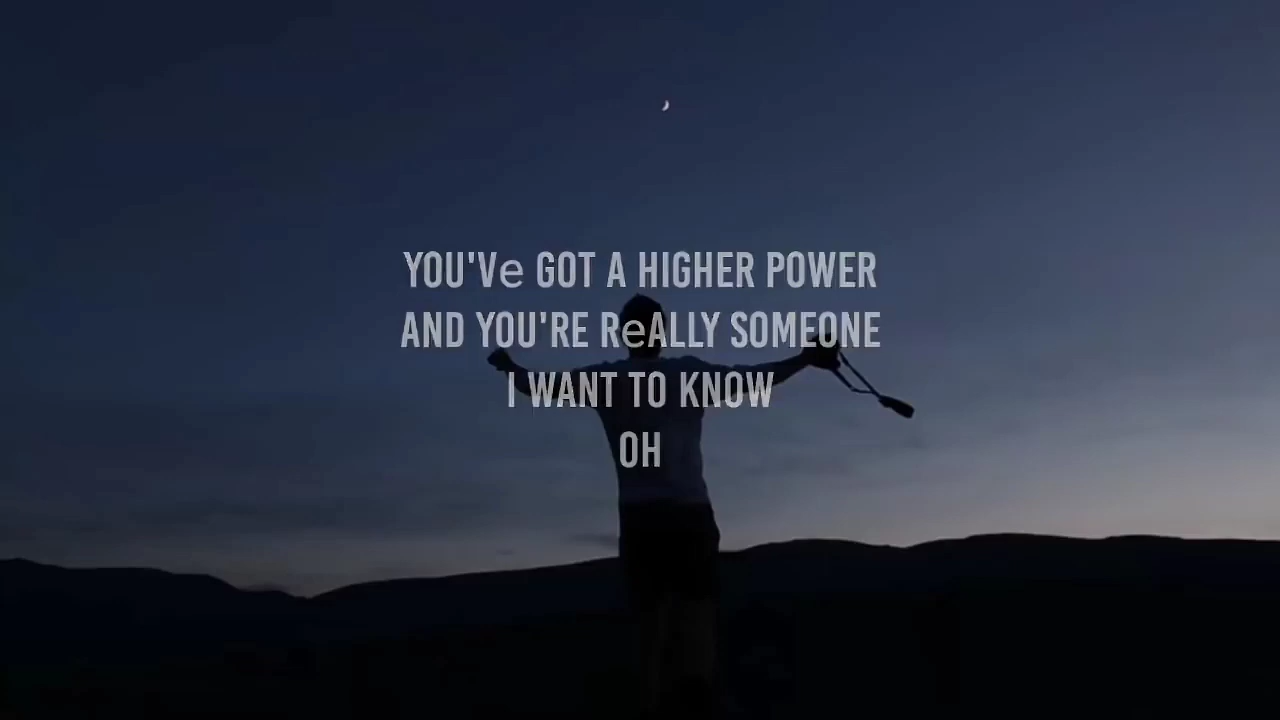 YOU'Ve GOT A HIGHER POWER
AND YOU'RE ReALLY SOMEONE
I WANT TO KNOW
OH